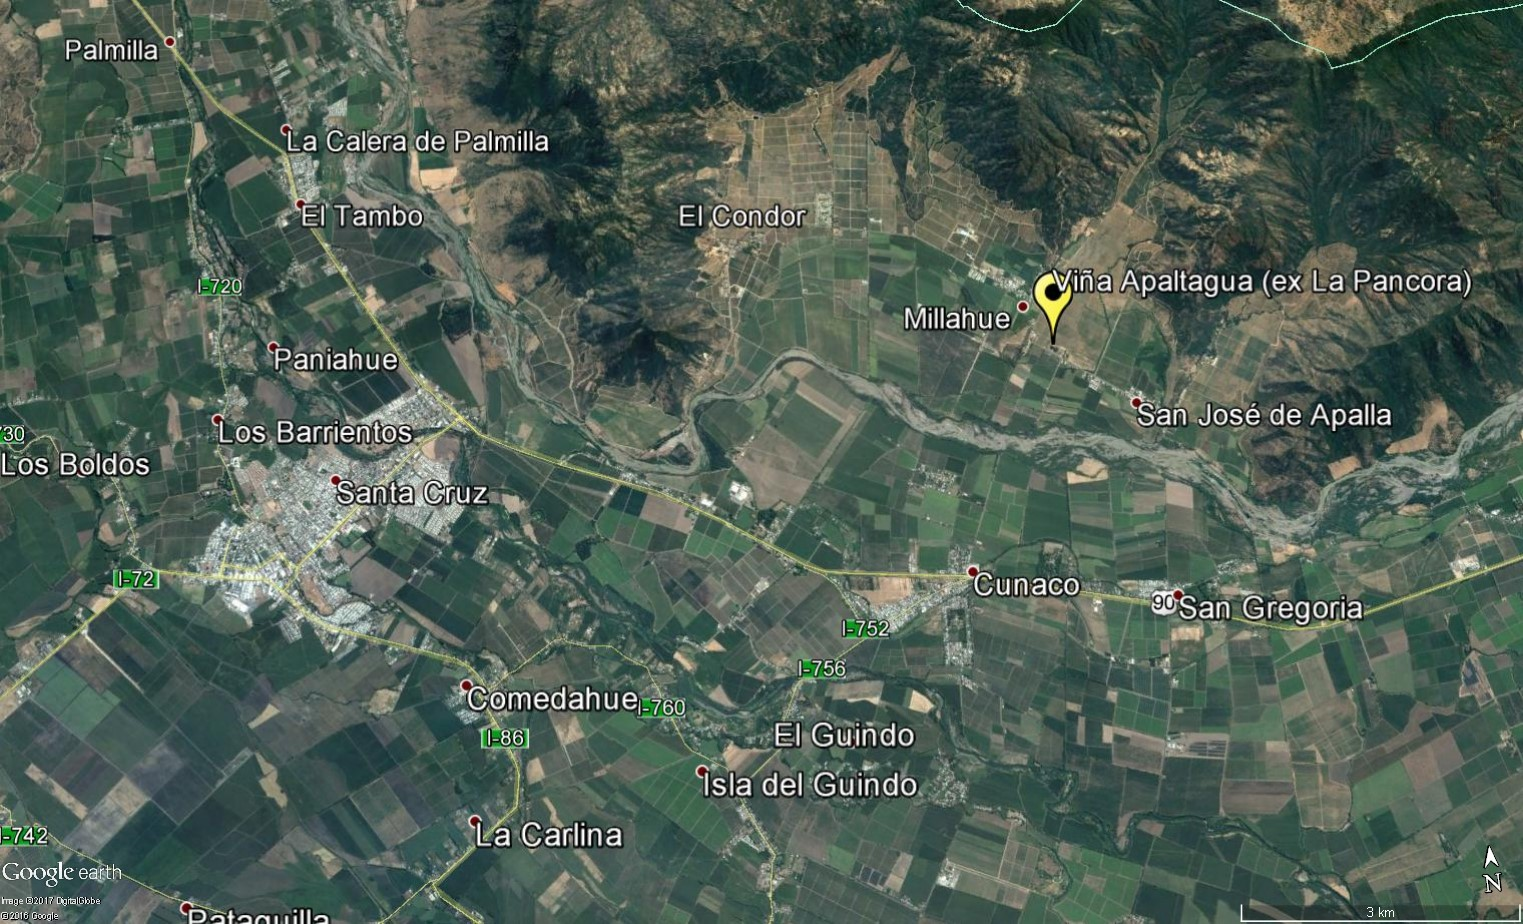 Palmilla
La Calera de Palmilla
El Tambo
El Condor
I-720
Viña Apaltagua (ex La Pancora)
Millahue
Paniahue
San José de Apalla
Los Barrientos
730
Los Boldos
Santa Cruz
I-72
Cunaco
90
San Gregoria
I-752
I-756
Comedahue
I-760
I-86
El Guindo
Isla del Guindo
La Carlina
I-742
Google earth
Image ©2017 DigitalGlobe
©2016 Google
Pataguilla
N
3 km